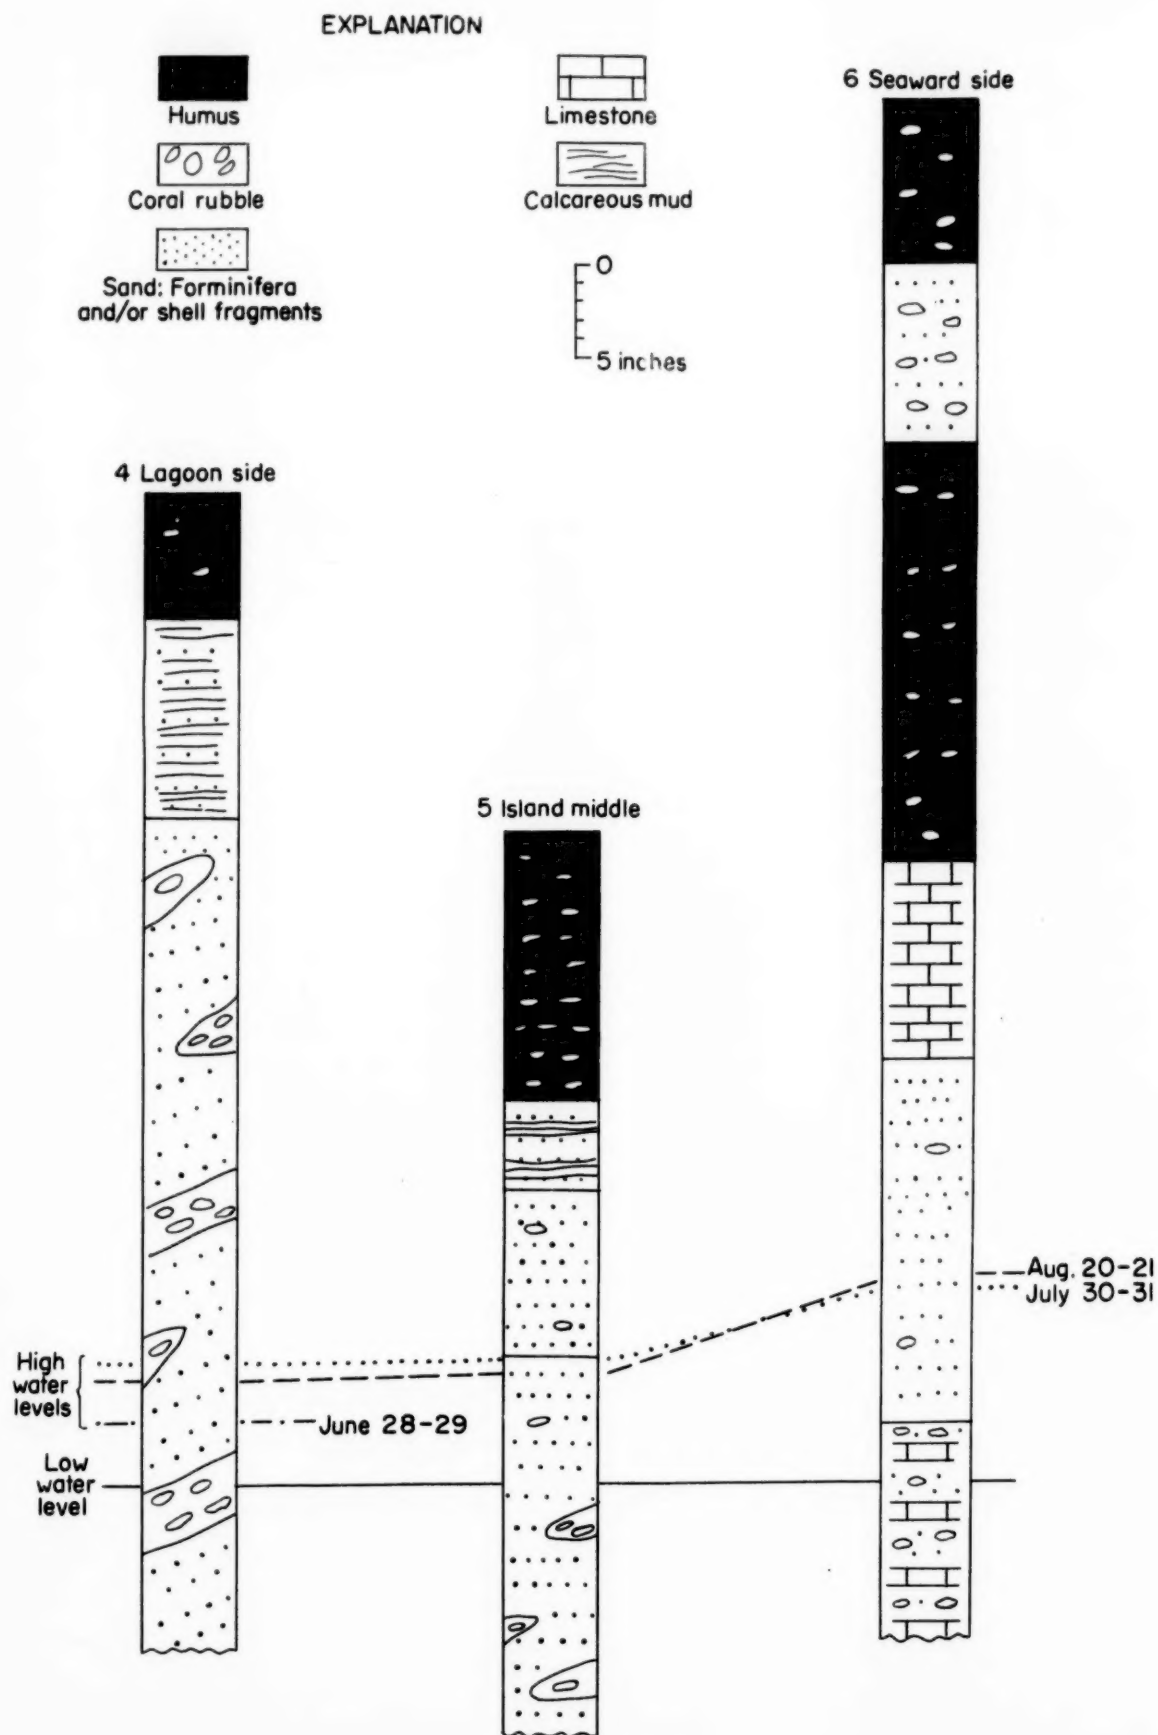 EXPLANATION
Humus
Coral rubble
Sand: Forminifera
and/or shell fragments
Limestone
Calcareous mud
0
5 inches
6 Seaward side
4 Lagoon side
5 Island middle
Aug. 20-21
July 30-31
High
water
levels
June 28-29
Low
water
level